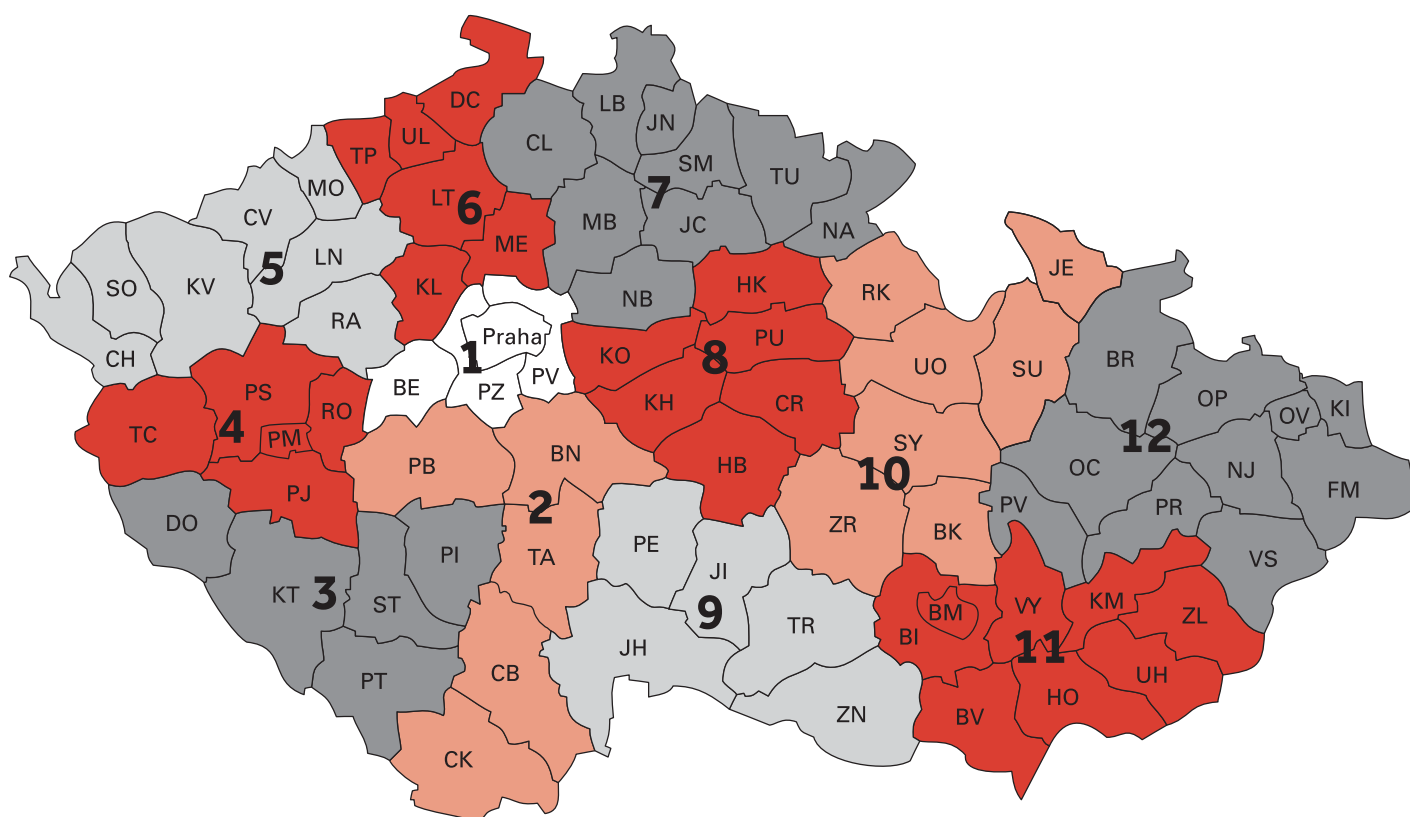 DC
LB
JN
UL
CL
TP
SM
TU
MO
LT
6
7
CV
MB
JC
NA
ME
LN
5
JE
SO
KV
KL
HK
RK
NB
RA
Praha
PU
CH
1
KO
8
BR
BE
PZ
PV
UO
SU
PS
RO
KH
CR
OP
OV
KI
TC
4
PM
SY
12
PB
BN
HB
10
OC
NJ
PJ
FM
DO
2
PV
PR
ZR
BK
PI
TA
PE
VS
JI
KT
3
ST
9
BM
VY
KM
ZL
TR
BI
JH
11
PT
CB
UH
HO
ZN
BV
CK